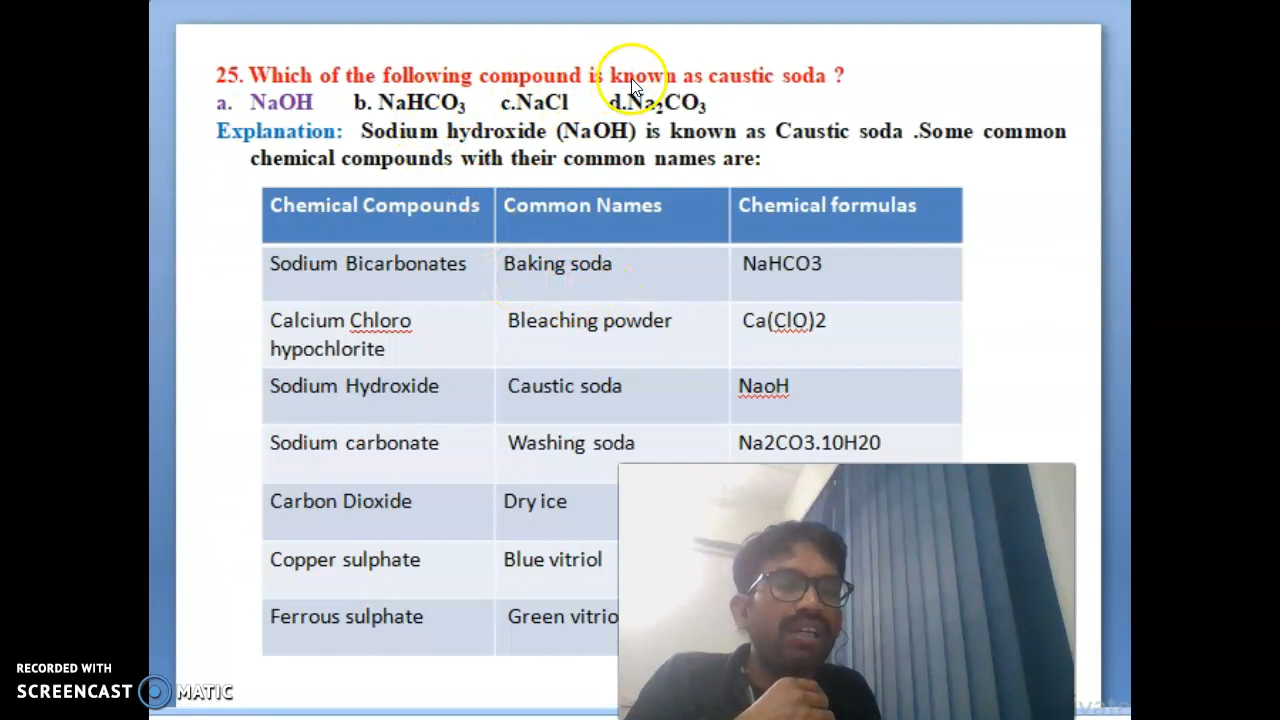 25. Which of the following compound is known as caustic soda ?
a. NaOH b. NaHCO₃ c.NaCl d.Na₂CO₃
Explanation: Sodium hydroxide (NaOH) is known as Caustic soda .Some common
chemical compounds with their common names are:
Chemical Compounds Common Names Chemical formulas
Sodium Bicarbonates Baking soda NaHCO3
Calcium Chloro Bleaching powder Ca(ClO)2
hypochlorite
Sodium Hydroxide Caustic soda NaoH
Sodium carbonate Washing soda Na2CO3.10H20
Carbon Dioxide Dry ice
Copper sulphate Blue vitriol
Ferrous sulphate Green vitrio
RECORDED WITH
SCREENCAST MATIC